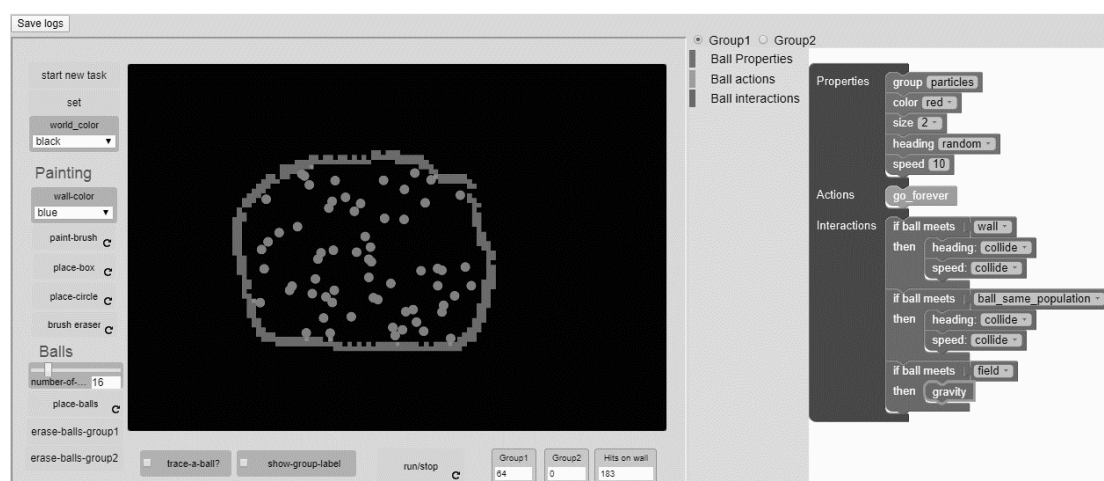 Save logs
Group1 Group2
Ball Properties
Ball actions
Ball interactions
start new task
set
world_color
black
Painting
wall-color
blue
paint-brush
place-box
place-circle
brush eraser
Balls
number-of-... 16
place-balls
erase-balls-group1
erase-balls-group2
trace-a-ball?
show-group-label
run/stop
Group1
64
Group2
0
Hits on wall
183
Properties
group particles
color red
size 2
heading random
speed 10
Actions
go_forever
Interactions
if ball meets wall
then heading: collide
speed: collide
if ball meets ball_same_population
then heading: collide
speed: collide
if ball meets field
then gravity